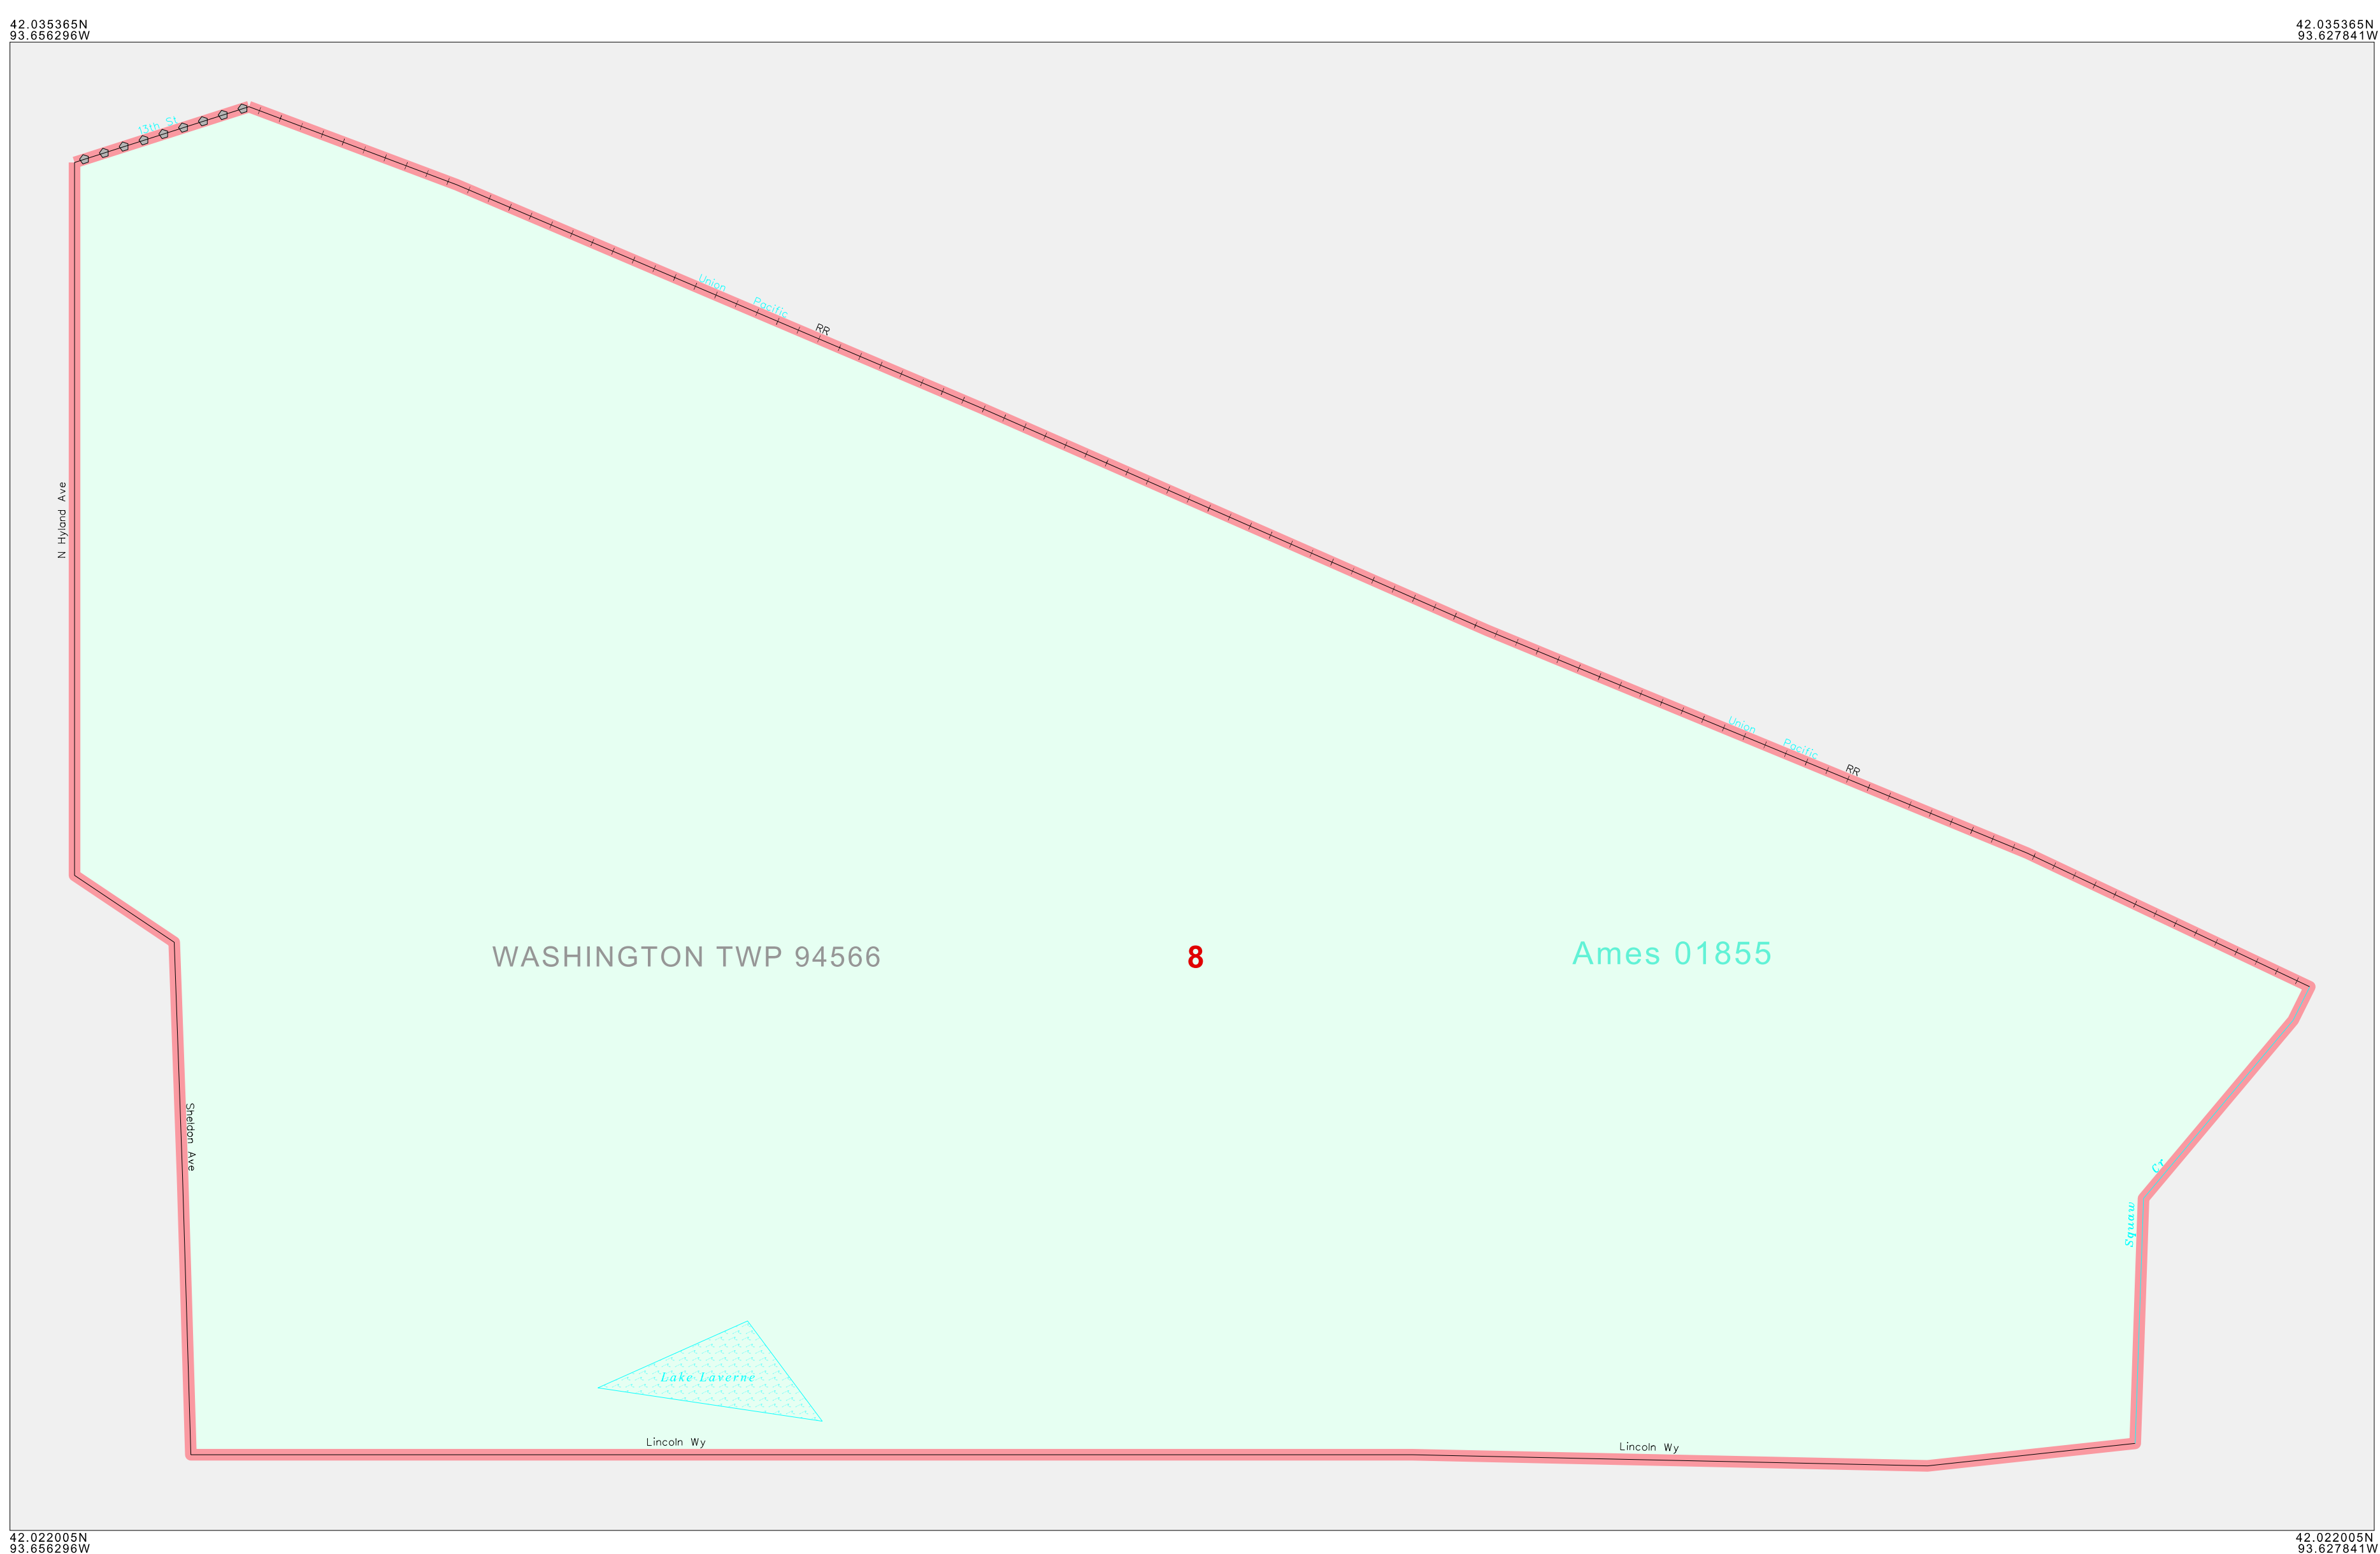 42.035365N
93.656296W
42.035365N
93.627841W
13th St
Union Pacific RR
N Hyland Ave
Union Pacific RR
WASHINGTON TWP 94566
8
Ames 01855
Sheldon Ave
Squaw Cr
Lake Laverne
Lincoln Wy
Lincoln Wy
42.022005N
93.656296W
42.022005N
93.627841W